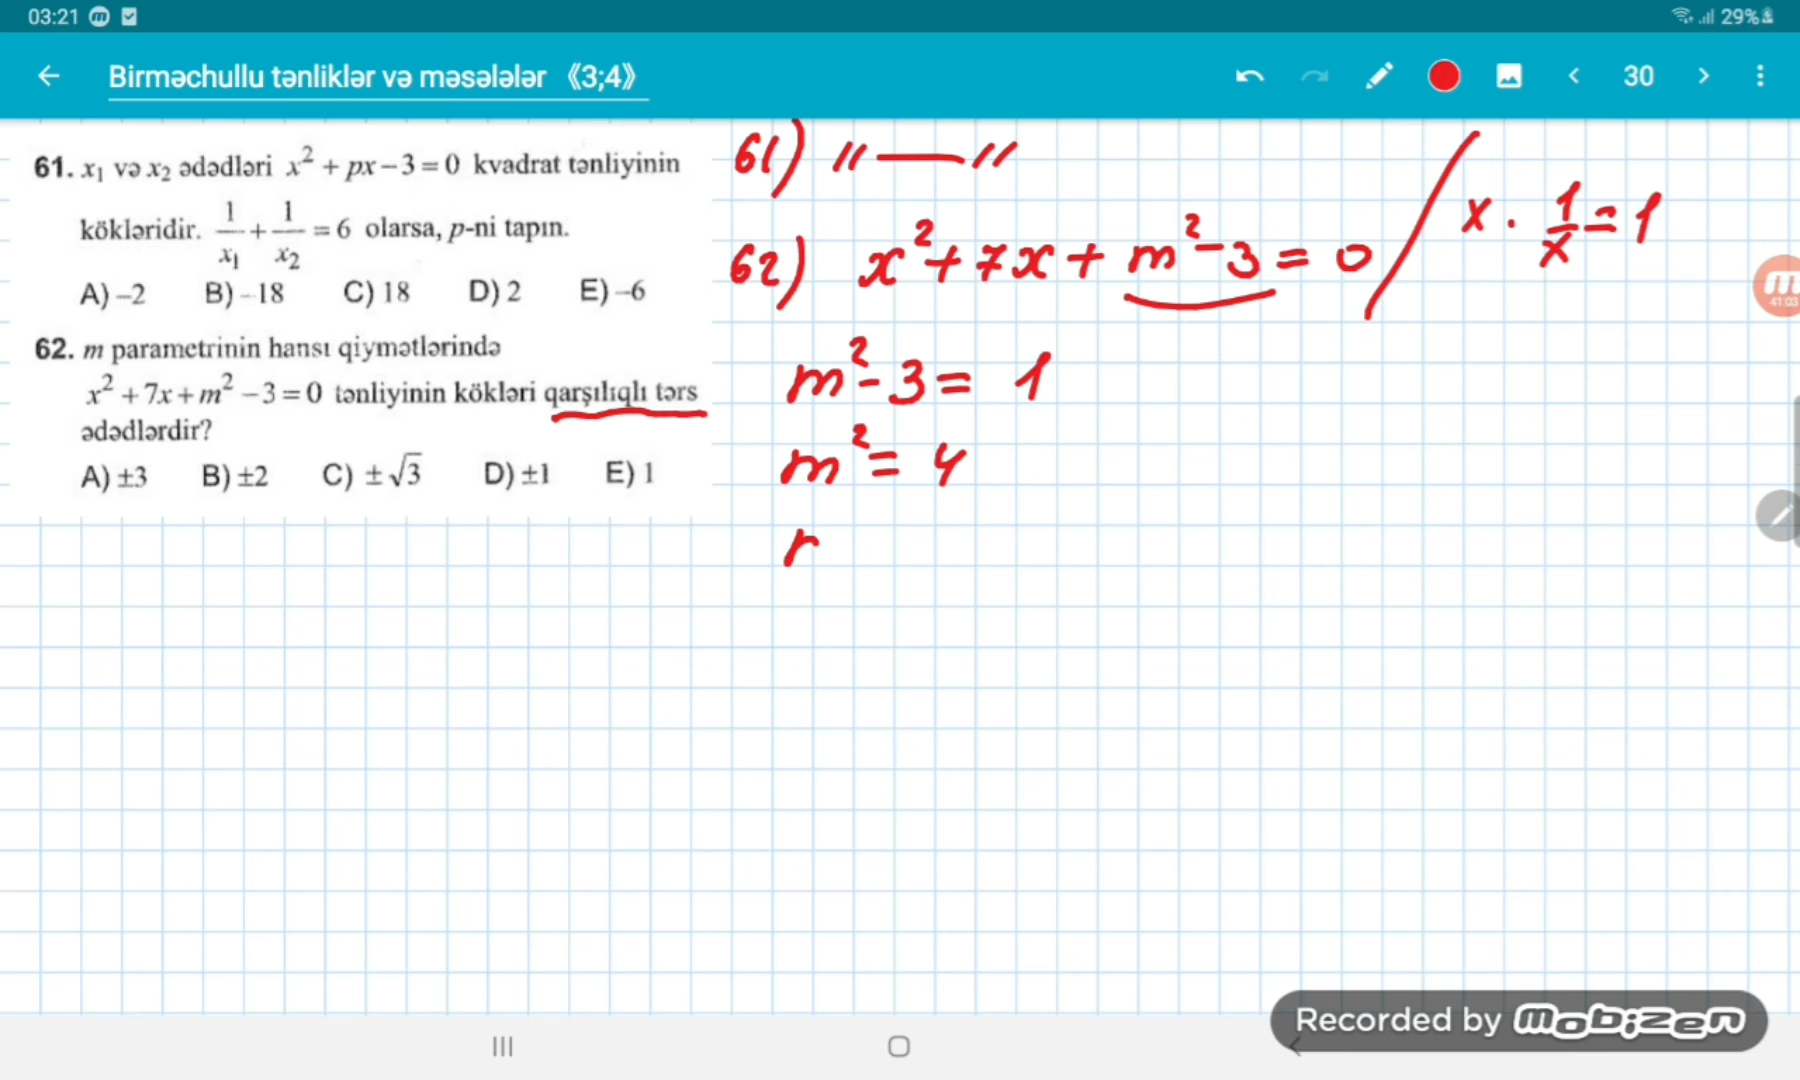 03:21
29%
Birməchullu tənliklər və məsələlər 《3;4》
30
61. x₁ və x₂ ədədləri x² + px − 3 = 0 kvadrat tənliyinin
kökləridir. 1/x₁ + 1/x₂ = 6 olarsa, p-ni tapın.
A) −2 B) −18 C) 18 D) 2 E) −6
62. m parametrinin hansı qiymətlərində
x² + 7x + m² − 3 = 0 tənliyinin kökləri qarşılıqlı tərs
ədədlərdir?
A) ±3 B) ±2 C) ±√3 D) ±1 E) 1
61)〃—〃
62) x² + 7x + m² − 3 = 0 / x · 1/x = 1
m² − 3 = 1
m² = 4
m
41:03
Recorded by mobizen